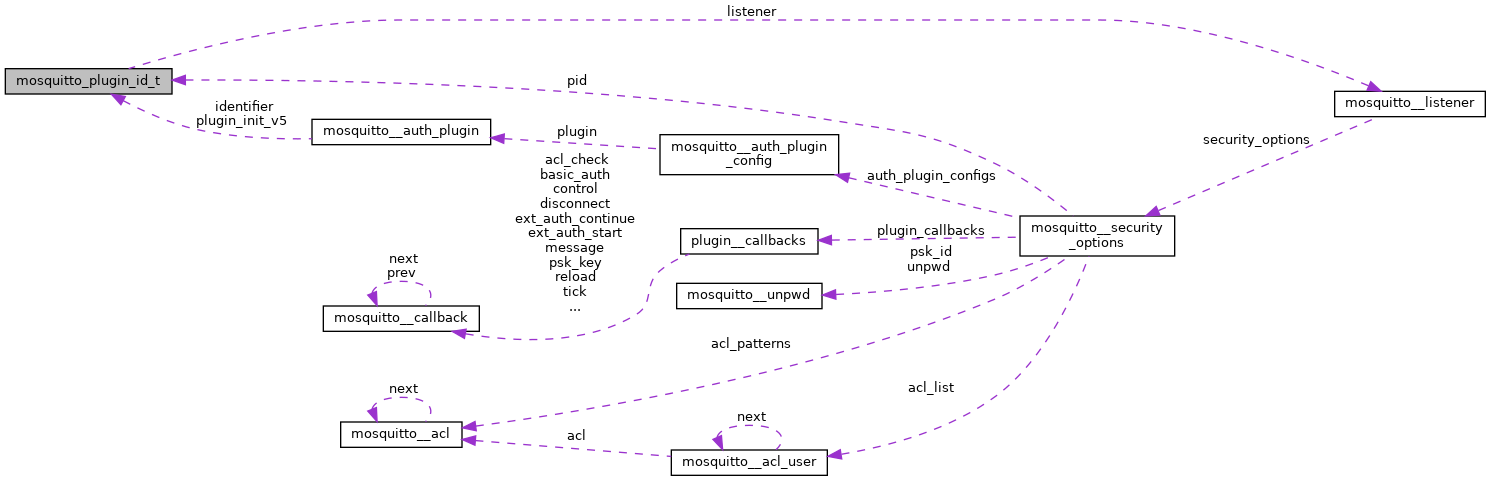 listener
mosquitto_plugin_id_t
pid
mosquitto__listener
identifier
plugin_init_v5
mosquitto__auth_plugin
plugin
mosquitto__auth_plugin
_config
security_options
acl_check
basic_auth
control
disconnect
ext_auth_continue
ext_auth_start
message
psk_key
reload
tick
...
auth_plugin_configs
mosquitto__security
_options
plugin__callbacks
plugin_callbacks
psk_id
unpwd
next
prev
mosquitto__unpwd
mosquitto__callback
acl_patterns
next
acl_list
mosquitto__acl
acl
next
mosquitto__acl_user